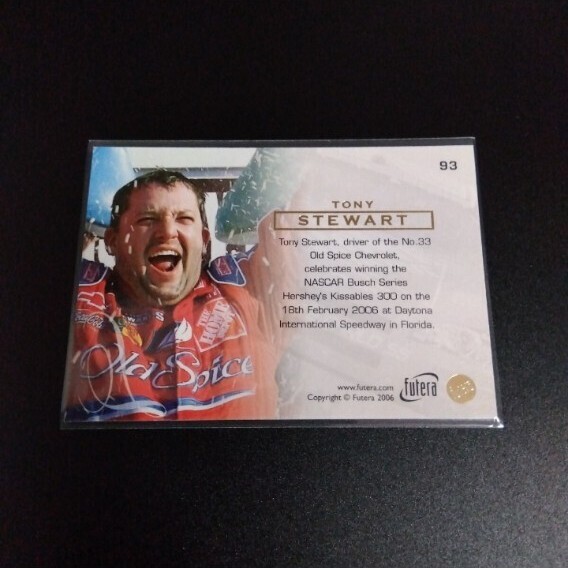 93
TONY
STEWART
Tony Stewart, driver of the No.33
Old Spice Chevrolet,
celebrates winning the
NASCAR Busch Series
Hershey's Kissables 300 on the
18th February 2006 at Daytona
International Speedway in Florida.
Old Spice
www.futera.com
Copyright © Futera 2006
futera